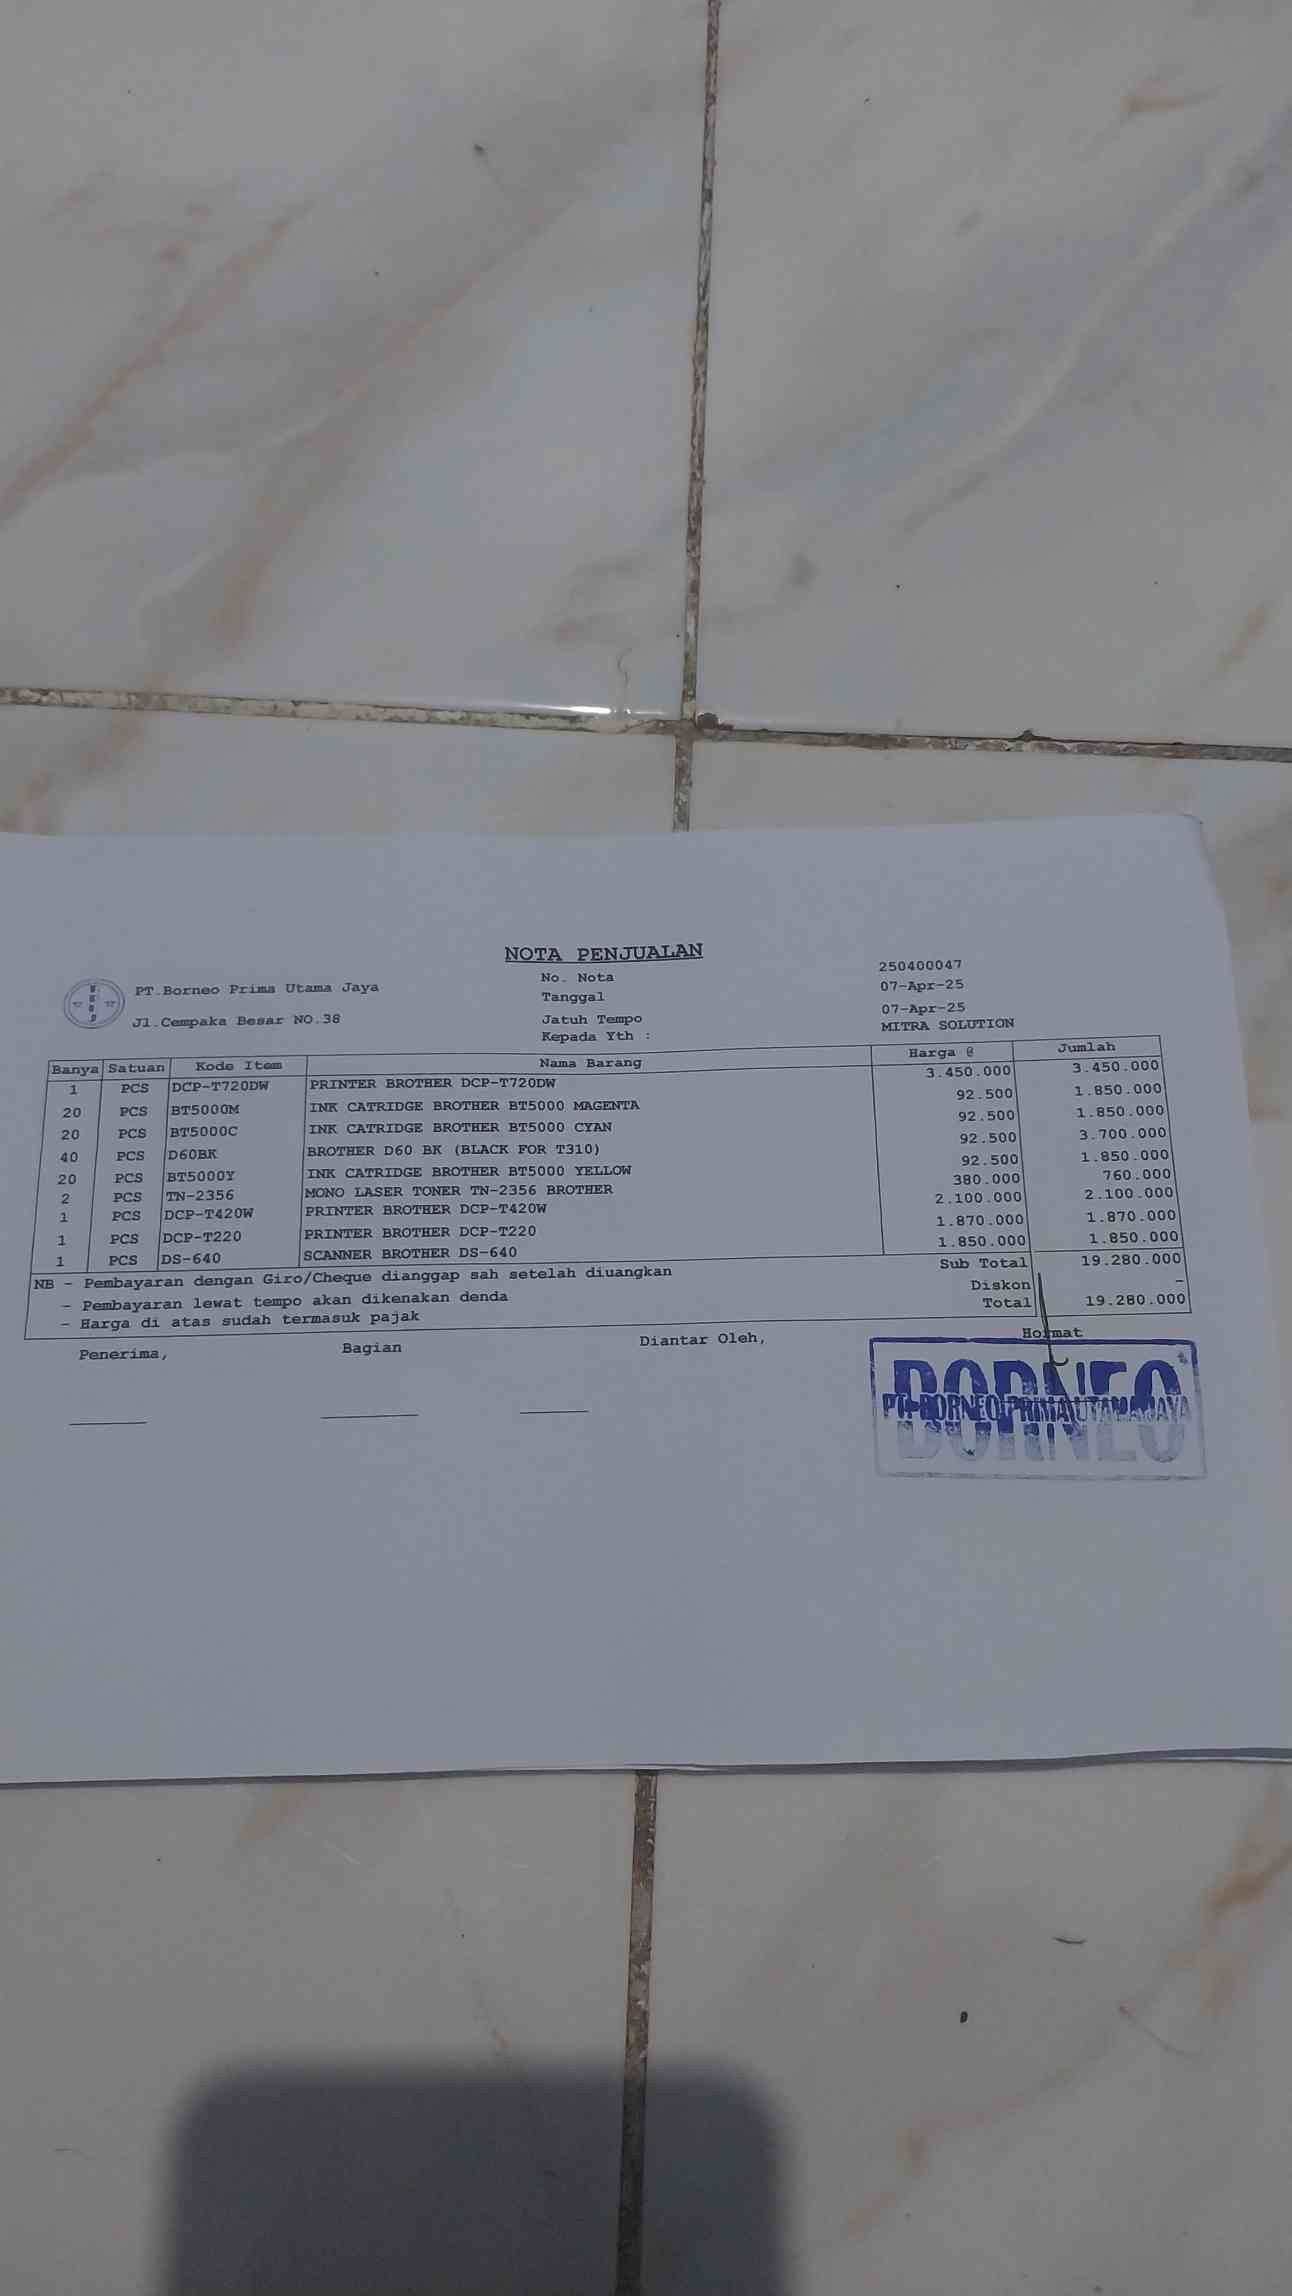 NOTA PENJUALAN
PT.Borneo Prima Utama Jaya
Jl.Cempaka Besar NO.38
No. Nota 250400047
Tanggal 07-Apr-25
Jatuh Tempo 07-Apr-25
Kepada Yth : MITRA SOLUTION
Banya Satuan Kode Item Nama Barang Harga @ Jumlah
1 PCS DCP-T720DW PRINTER BROTHER DCP-T720DW 3.450.000 3.450.000
20 PCS BT5000M INK CATRIDGE BROTHER BT5000 MAGENTA 92.500 1.850.000
20 PCS BT5000C INK CATRIDGE BROTHER BT5000 CYAN 92.500 1.850.000
40 PCS D60BK BROTHER D60 BK (BLACK FOR T310) 92.500 3.700.000
20 PCS BT5000Y INK CATRIDGE BROTHER BT5000 YELLOW 92.500 1.850.000
2 PCS TN-2356 MONO LASER TONER TN-2356 BROTHER 380.000 760.000
1 PCS DCP-T420W PRINTER BROTHER DCP-T420W 2.100.000 2.100.000
1 PCS DCP-T220 PRINTER BROTHER DCP-T220 1.870.000 1.870.000
1 PCS DS-640 SCANNER BROTHER DS-640 1.850.000 1.850.000
NB - Pembayaran dengan Giro/Cheque dianggap sah setelah diuangkan Sub Total 19.280.000
- Pembayaran lewat tempo akan dikenakan denda Diskon -
- Harga di atas sudah termasuk pajak Total 19.280.000
Penerima, Bagian Diantar Oleh, Hormat
BORNEO
PT. BORNEO PRIMA UTAMA JAYA